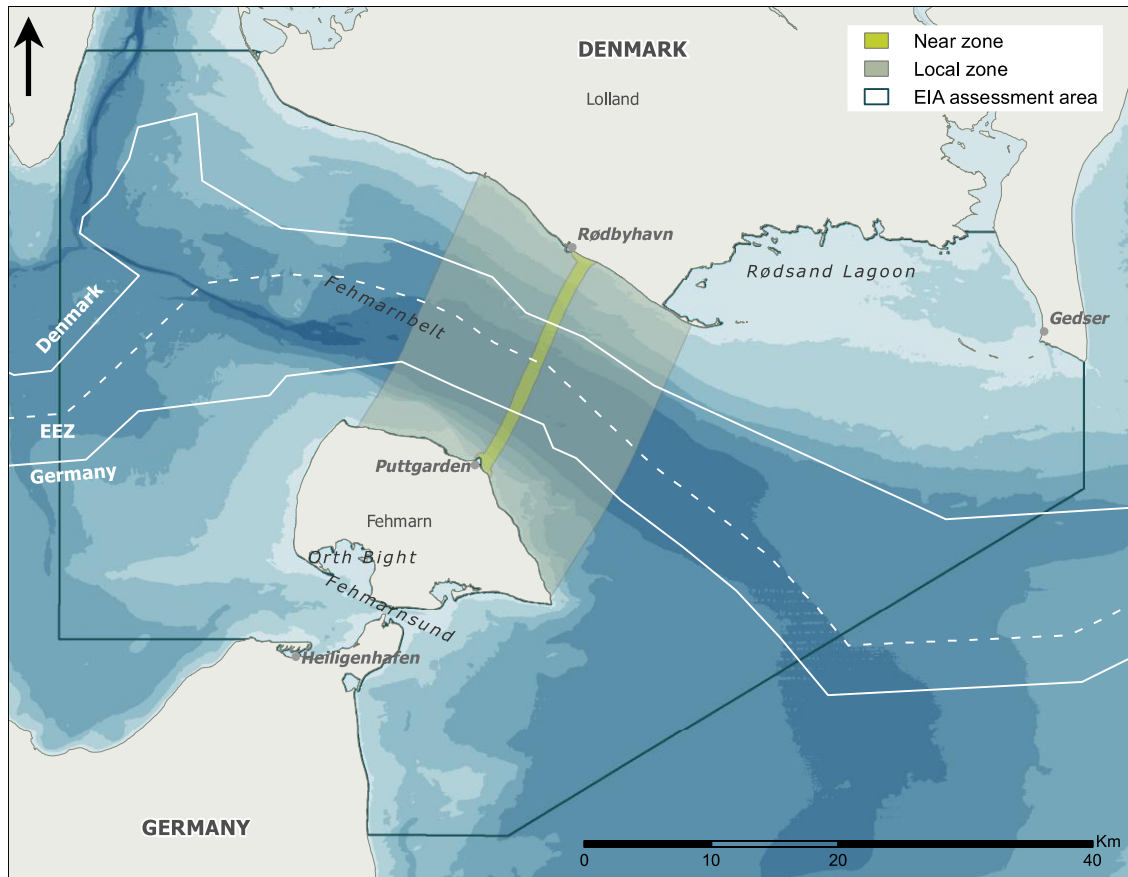 DENMARK
Lolland
Near zone
Local zone
EIA assessment area
Rødbyhavn
Rødsand Lagoon
Fehmarnbelt
Gedser
Denmark
EEZ
Germany
Puttgarden
Fehmarn
Orth Bight
Fehmarnsund
Heiligenhafen
GERMANY
Km
0 10 20 40